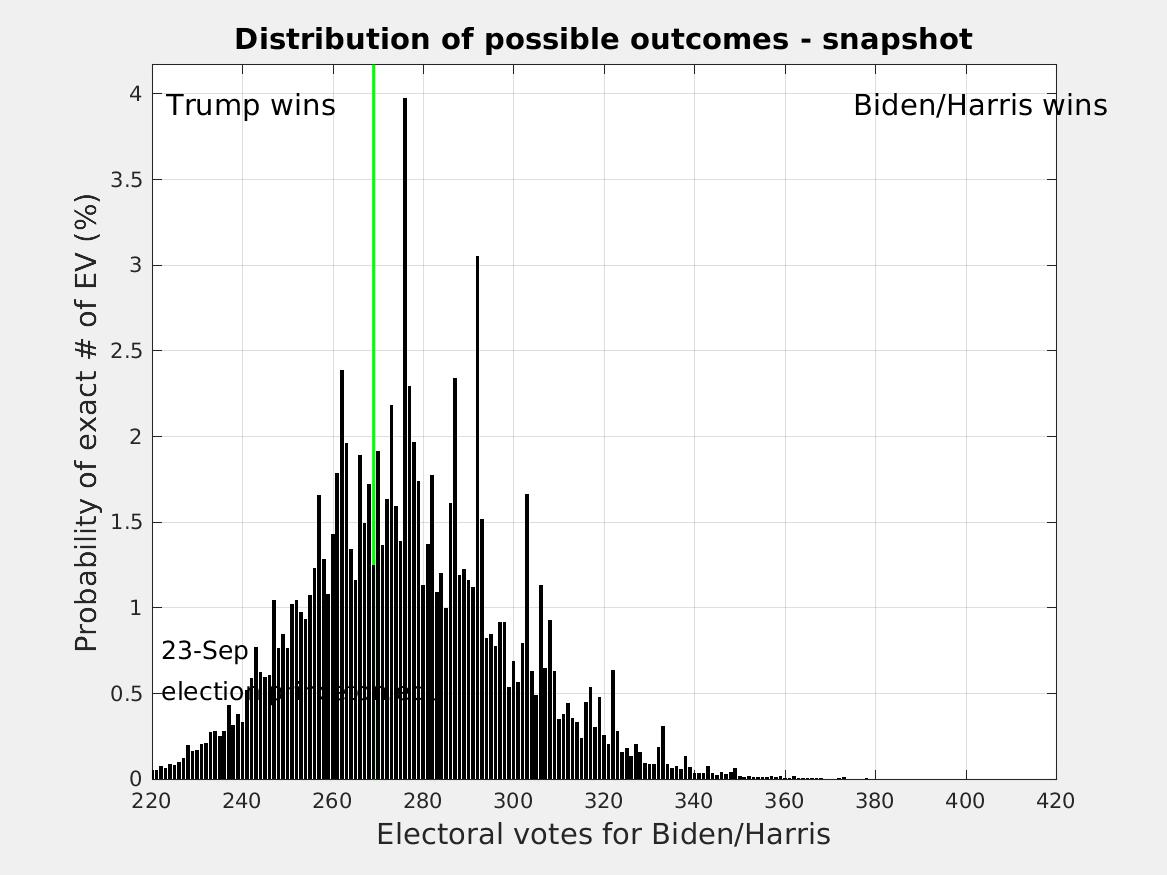 Distribution of possible outcomes - snapshot
Trump wins
Biden/Harris wins
Probability of exact # of EV (%)
4
3.5
3
2.5
2
1.5
1
0.5
0
23-Sep
220 240 260 280 300 320 340 360 380 400 420
Electoral votes for Biden/Harris